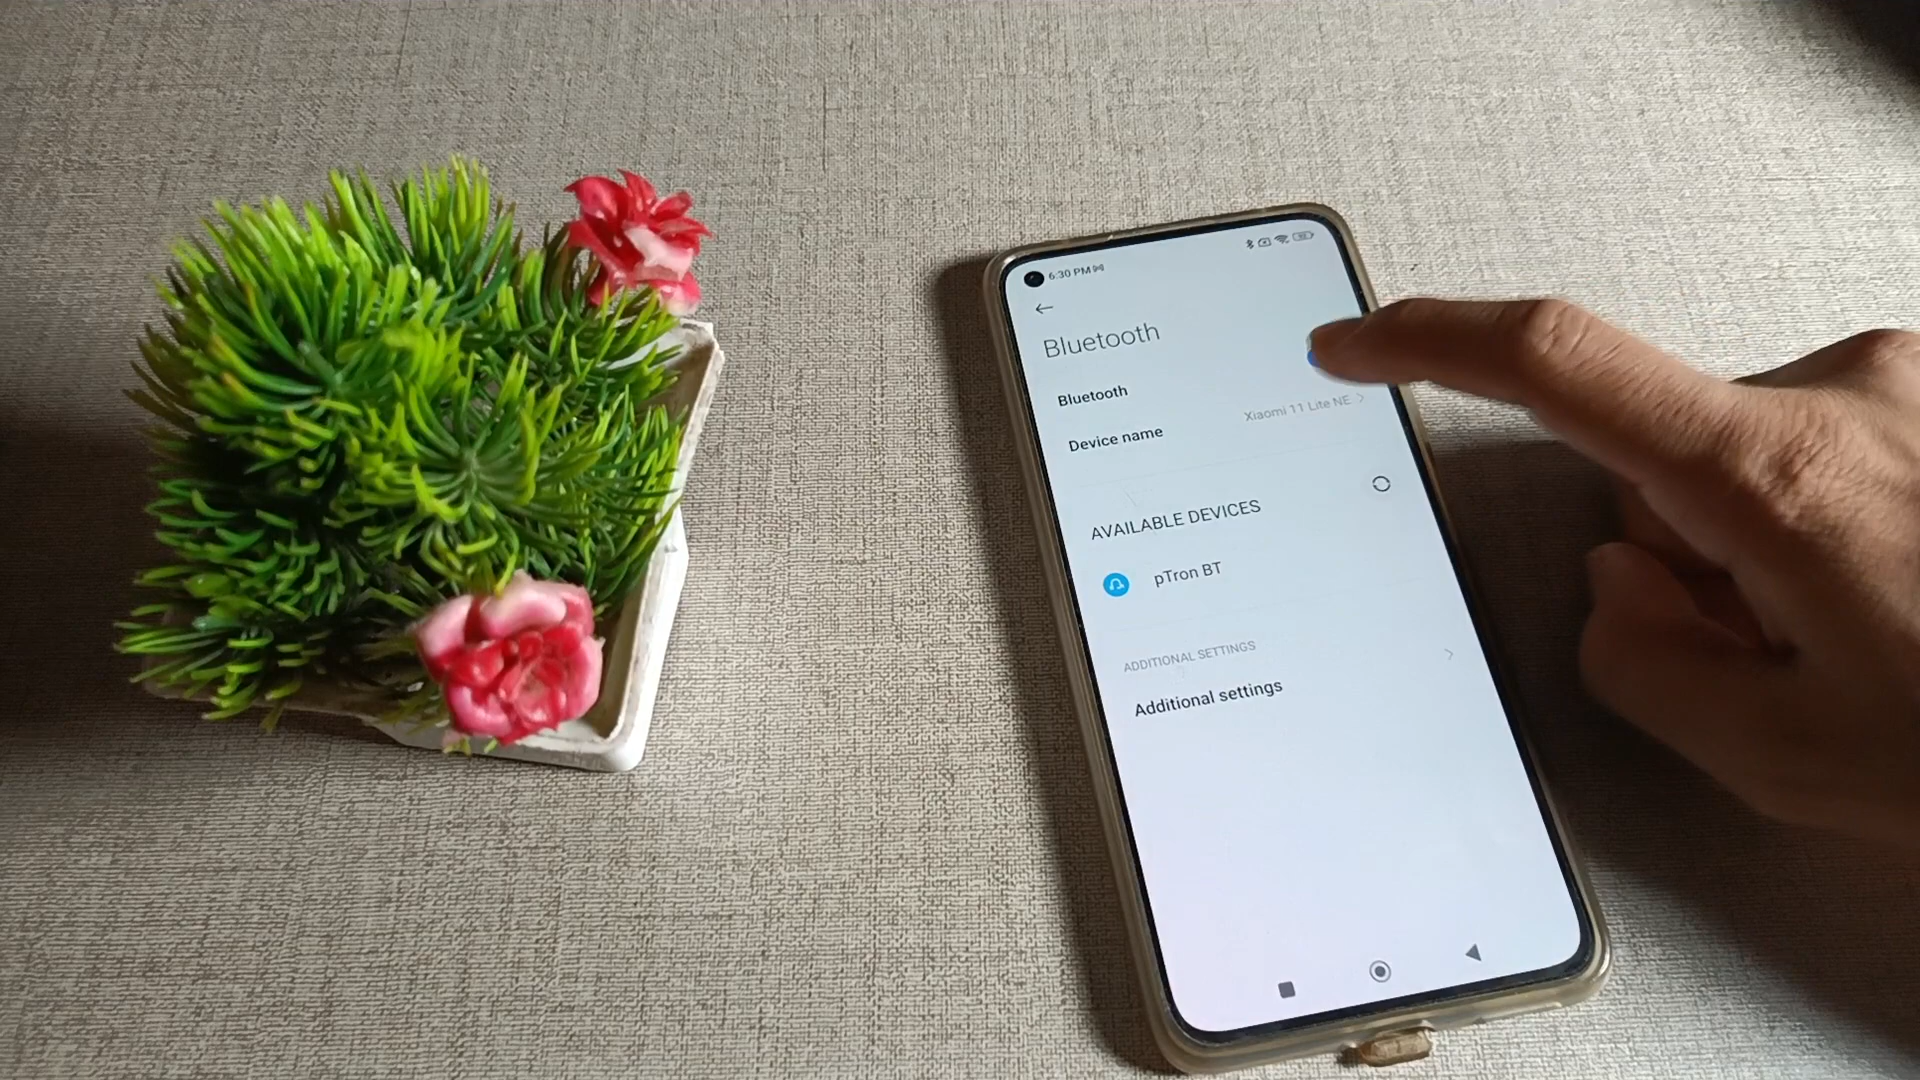 6:30 PM
Bluetooth
Bluetooth
Device name
Xiaomi 11 Lite NE
AVAILABLE DEVICES
pTron BT
ADDITIONAL SETTINGS
Additional settings